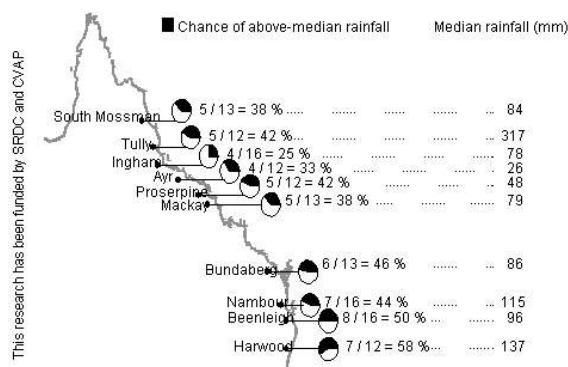 Chance of above-median rainfall Median rainfall (mm)
This research has been funded by SRDC and CVAP
South Mossman 5 / 13 = 38 % 84
Tully 5 / 12 = 42 % 317
Ingham 4 / 16 = 25 % 78
Ayr 4 / 12 = 33 % 26
Proserpine 5 / 12 = 42 % 48
Mackay 5 / 13 = 38 % 79
Bundaberg 6 / 13 = 46 % 86
Nambour 7 / 16 = 44 % 115
Beenleigh 8 / 16 = 50 % 96
Harwood 7 / 12 = 58 % 137